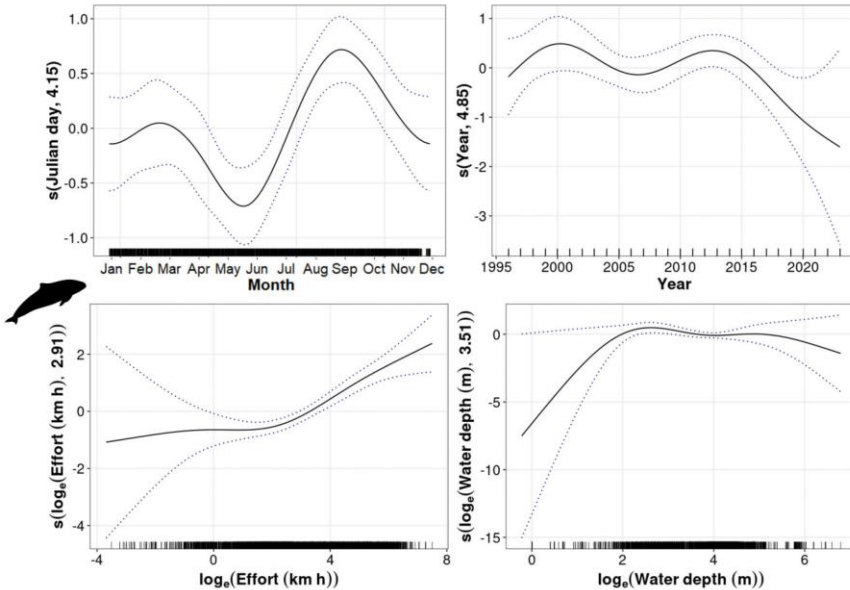 s(Julian day, 4.15)
1.0
0.5
0.0
-0.5
-1.0
Jan Feb Mar Apr May Jun Jul Aug Sep Oct Nov Dec
Month
s(Year, 4.85)
1
0
-1
-2
-3
1995 2000 2005 2010 2015 2020
Year
s(logₑ(Effort (km h), 2.91))
2
0
-2
-4
-4 0 4 8
logₑ(Effort (km h))
s(logₑ(Water depth (m), 3.51))
0
-5
-10
-15
0 2 4 6
logₑ(Water depth (m))